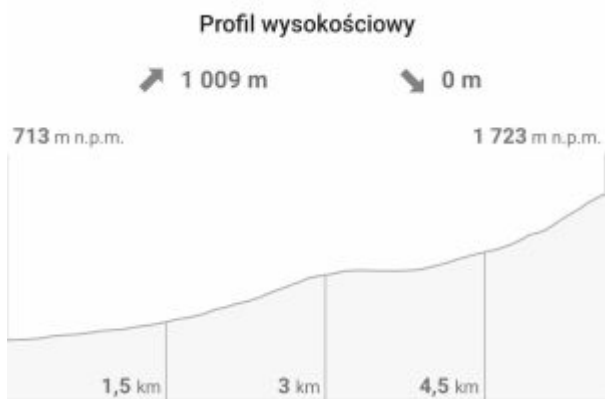 Profil wysokościowy
1 009 m 0 m
713 m n.p.m. 1 723 m n.p.m.
1,5 km 3 km 4,5 km